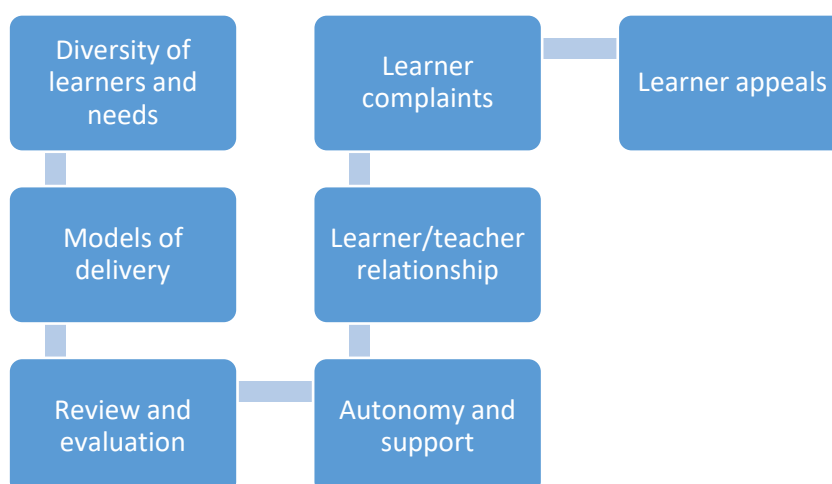 Diversity of
learners and
needs
Models of
delivery
Review and
evaluation
Autonomy and
support
Learner/teacher
relationship
Learner
complaints
Learner appeals